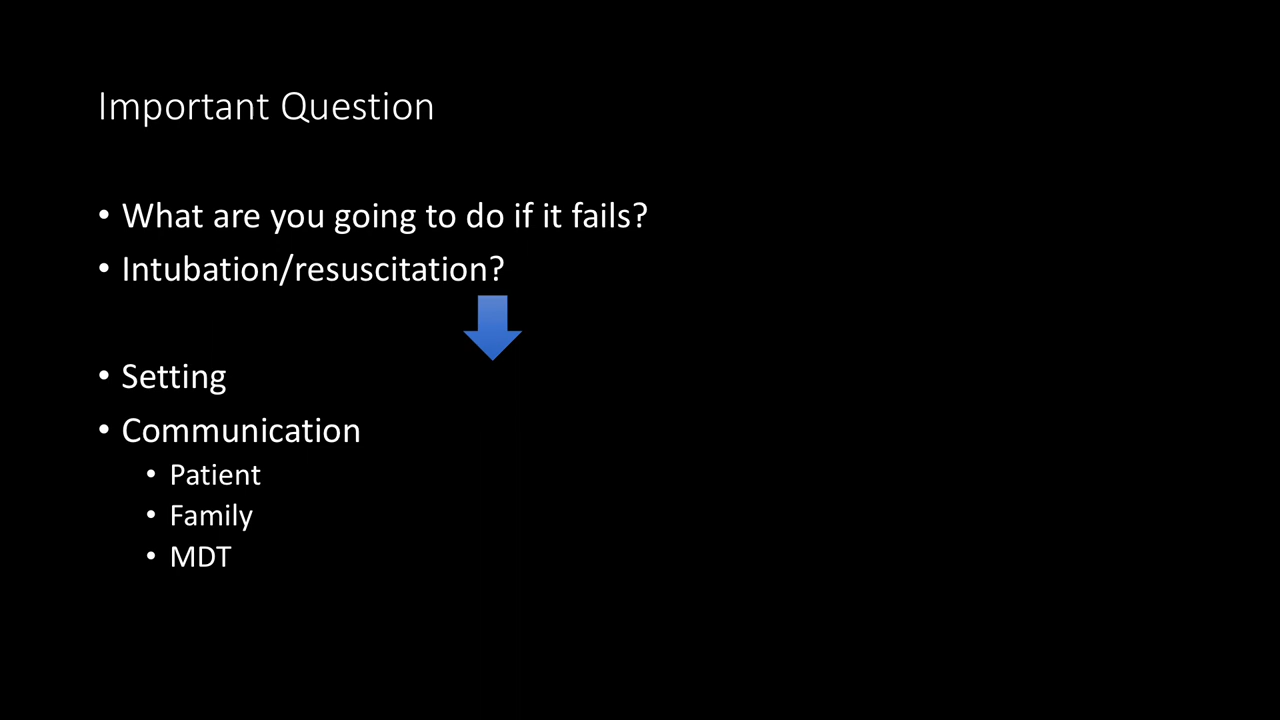 Important Question
• What are you going to do if it fails?
• Intubation/resuscitation?
• Setting
• Communication
• Patient
• Family
• MDT